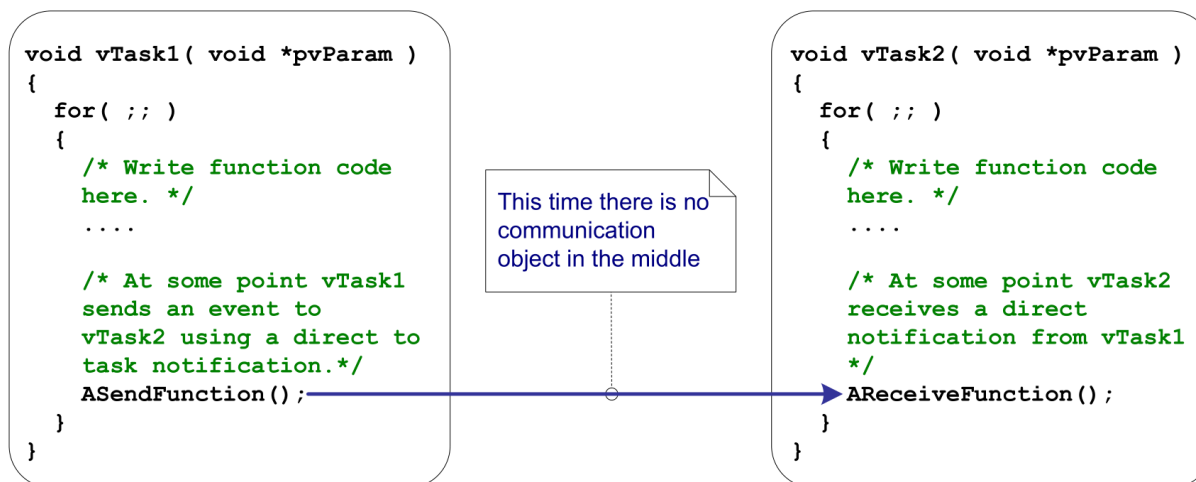 void vTask1( void *pvParam )
{
for( ;; )
{
/* Write function code
here. */
....
/* At some point vTask1
sends an event to
vTask2 using a direct to
task notification.*/
ASendFunction();
}
}
This time there is no
communication
object in the middle
void vTask2( void *pvParam )
{
for( ;; )
{
/* Write function code
here. */
....
/* At some point vTask2
receives a direct
notification from vTask1
*/
AReceiveFunction();
}
}